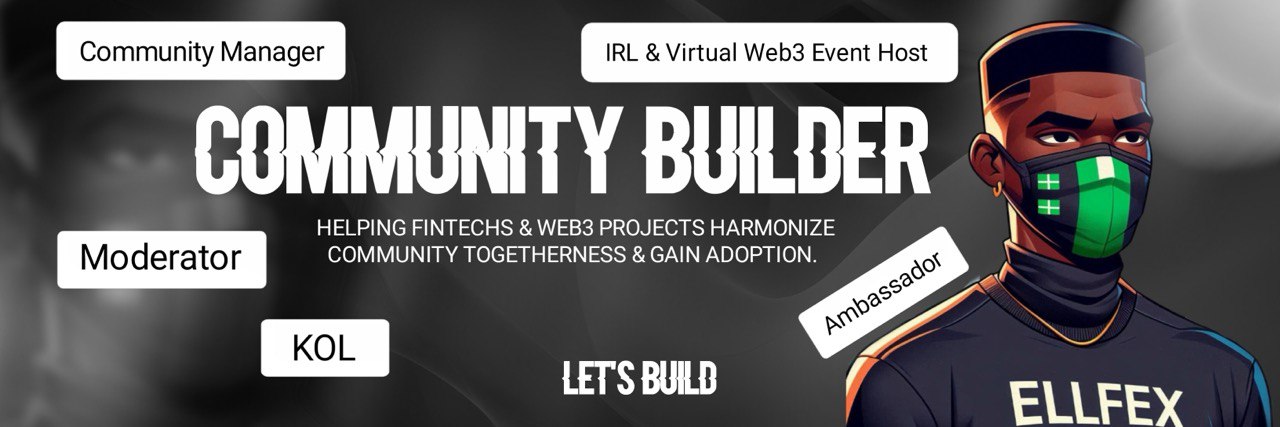 Community Manager
IRL & Virtual Web3 Event Host
COMMUNITY BUILDER
HELPING FINTECHS & WEB3 PROJECTS HARMONIZE
COMMUNITY TOGETHERNESS & GAIN ADOPTION.
Moderator
Ambassador
KOL
LET'S BUILD
ELLFEX